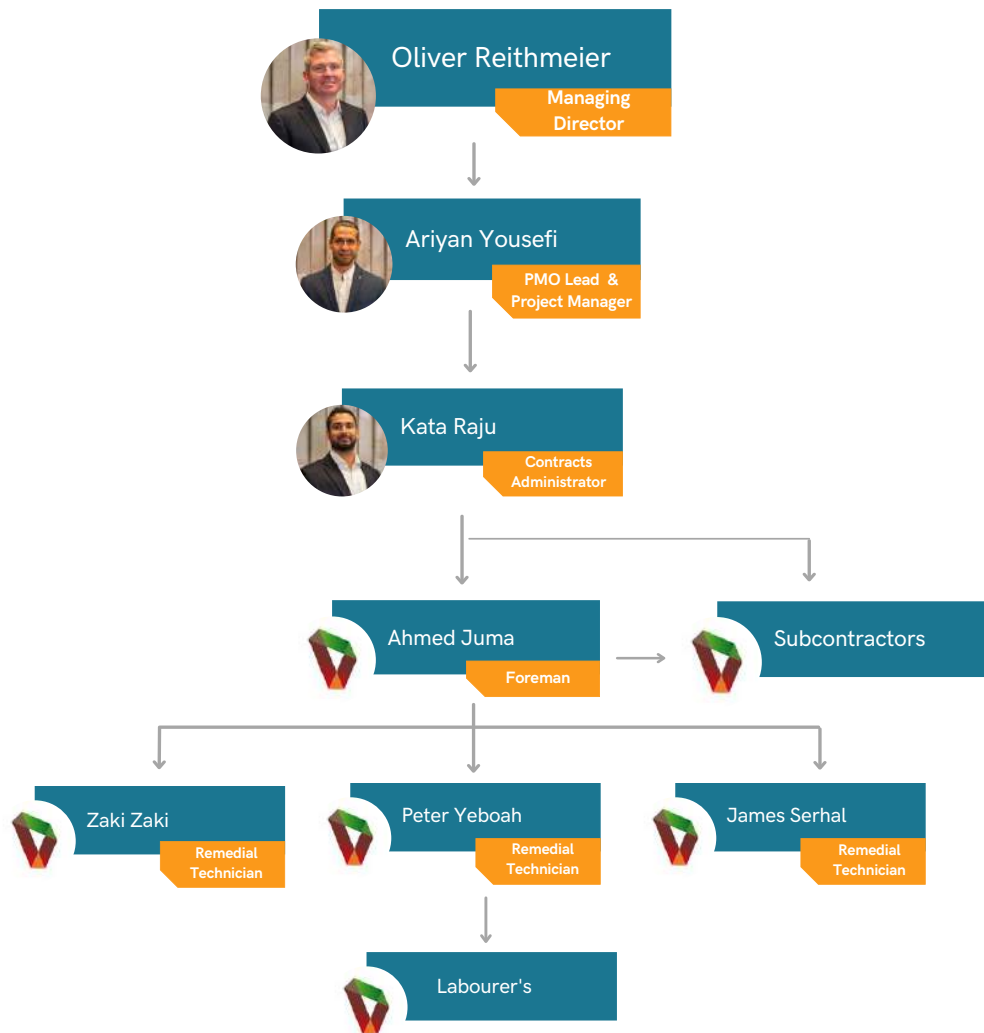 Oliver Reithmeier
Managing
Director
Ariyan Yousefi
PMO Lead &
Project Manager
Kata Raju
Contracts
Administrator
Ahmed Juma
Foreman
Subcontractors
Zaki Zaki
Remedial
Technician
Peter Yeboah
Remedial
Technician
James Serhal
Remedial
Technician
Labourer's